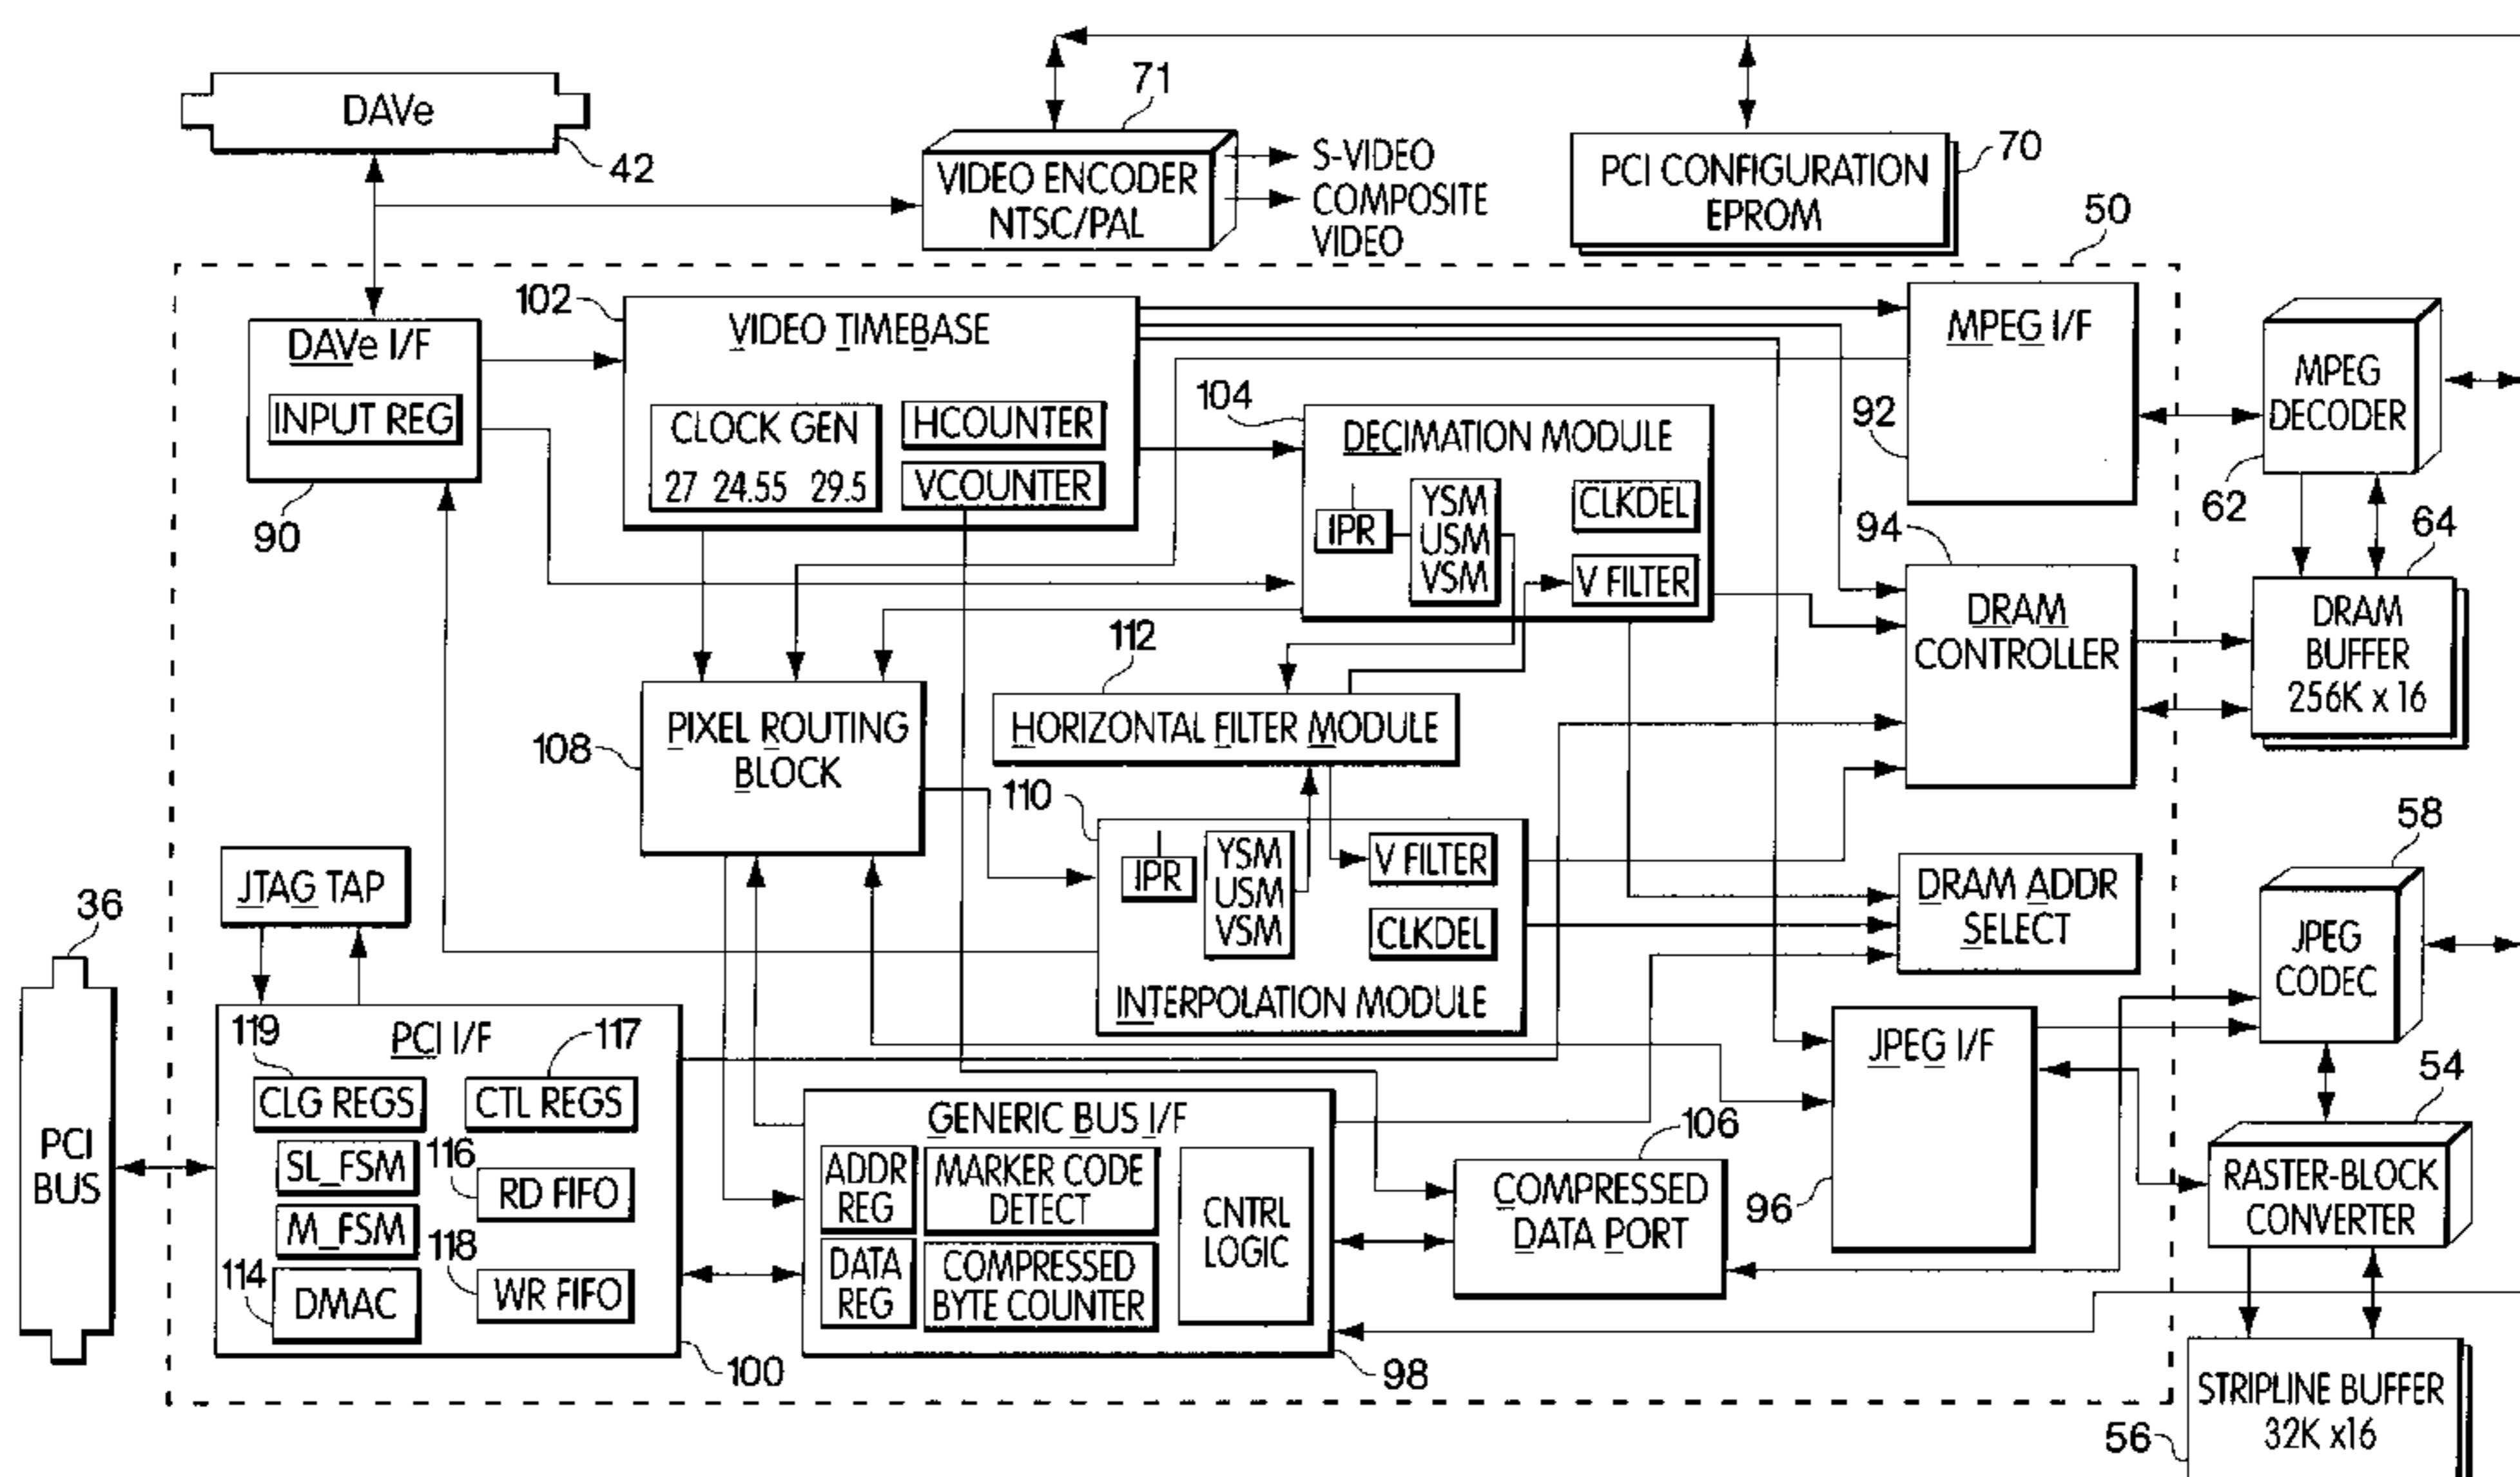 DAVe
42
71
VIDEO ENCODER
NTSC/PAL
S-VIDEO
COMPOSITE
VIDEO
PCI CONFIGURATION
EPROM
70
50
102
DAVe I/F
INPUT REG
90
VIDEO TIMEBASE
CLOCK GEN
27 24.55 29.5
HCOUNTER
VCOUNTER
104
DECIMATION MODULE
IPR
YSM
USM
VSM
CLKDEL
V FILTER
MPEG I/F
92
MPEG
DECODER
62
94
DRAM
CONTROLLER
64
DRAM
BUFFER
256K x 16
112
HORIZONTAL FILTER MODULE
108
PIXEL ROUTING
BLOCK
110
IPR
YSM
USM
VSM
V FILTER
CLKDEL
INTERPOLATION MODULE
DRAM ADDR
SELECT
58
JPEG
CODEC
JTAG TAP
36
PCI
BUS
119
PCI I/F
117
CLG REGS
CTL REGS
SL_FSM
116
RD FIFO
M_FSM
118
114
DMAC
WR FIFO
100
GENERIC BUS I/F
ADDR
REG
MARKER CODE
DETECT
DATA
REG
COMPRESSED
BYTE COUNTER
CNTRL
LOGIC
98
106
COMPRESSED
DATA PORT
JPEG I/F
96
54
RASTER-BLOCK
CONVERTER
STRIPLINE BUFFER
32K x16
56